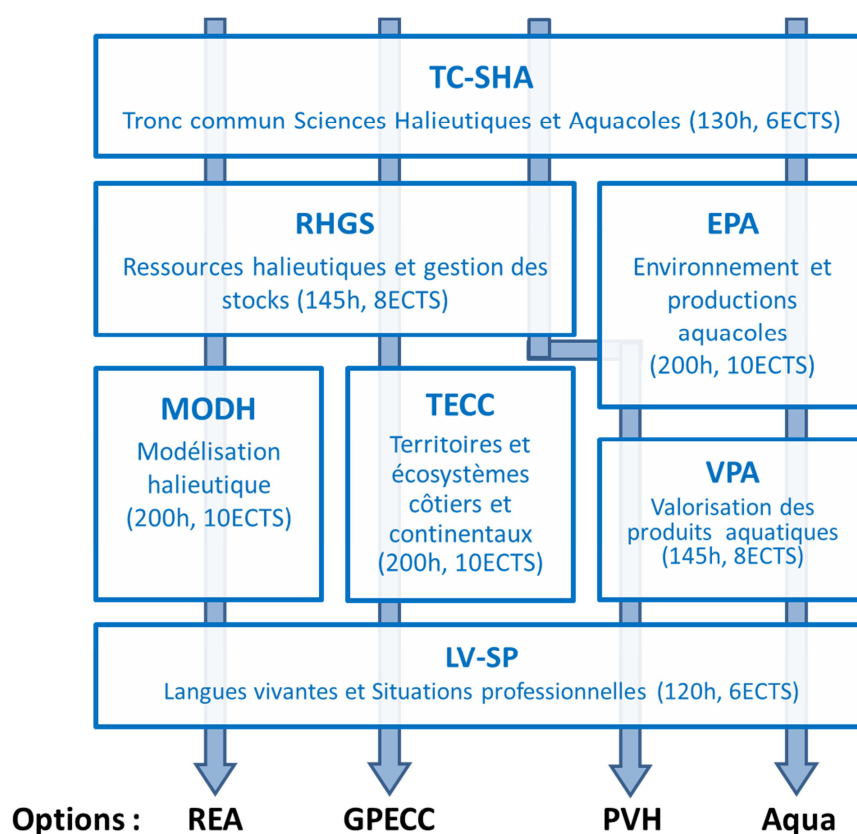 TC-SHA
Tronc commun Sciences Halieutiques et Aquacoles (130h, 6ECTS)
RHGS
Ressources halieutiques et gestion des
stocks (145h, 8ECTS)
EPA
Environnement et
productions
aquacoles
(200h, 10ECTS)
MODH
Modélisation
halieutique
(200h, 10ECTS)
TECC
Territoires et
écosystèmes
côtiers et
continentaux
(200h, 10ECTS)
VPA
Valorisation des
produits aquatiques
(145h, 8ECTS)
LV-SP
Langues vivantes et Situations professionnelles (120h, 6ECTS)
Options : REA GPECC PVH Aqua